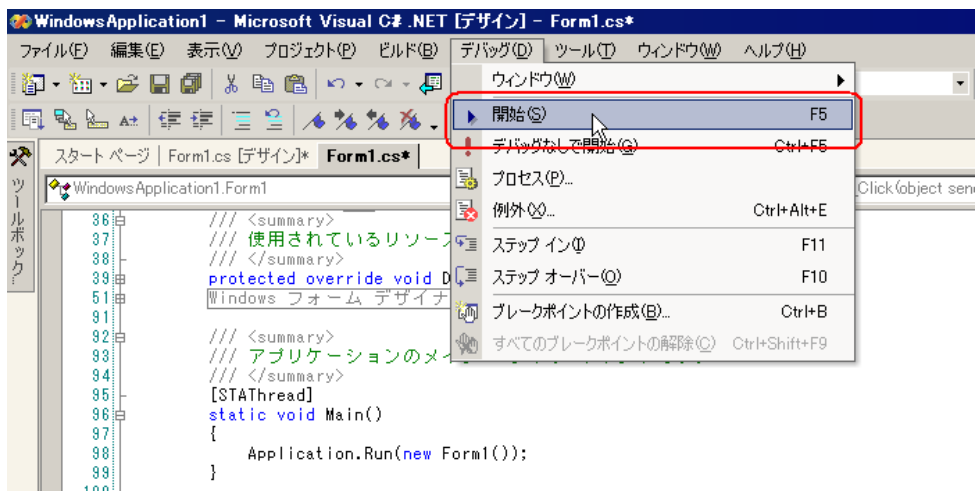 WindowsApplication1 - Microsoft Visual C# .NET [デザイン] - Form1.cs*
ファイル(F) 編集(E) 表示(V) プロジェクト(P) ビルド(B) デバッグ(D) ツール(T) ウィンドウ(W) ヘルプ(H)
ウィンドウ(W)
開始(S) F5
デバッグなしで開始(G) Ctrl+F5
プロセス(P)...
例外(X)... Ctrl+Alt+E
ステップ イン(I) F11
ステップ オーバー(O) F10
ブレークポイントの作成(B)... Ctrl+B
すべてのブレークポイントの解除(C) Ctrl+Shift+F9
スタート ページ Form1.cs [デザイン]* Form1.cs*
ツールボックス
WindowsApplication1.Form1 _Click(object sen
36 /// <summary>
37 /// 使用されているリソース
38 /// </summary>
39 protected override void D
51 Windows フォーム デザイナ
91
92 /// <summary>
93 /// アプリケーションのメイ
94 /// </summary>
95 [STAThread]
96 static void Main()
97 {
98 Application.Run(new Form1());
99 }
100